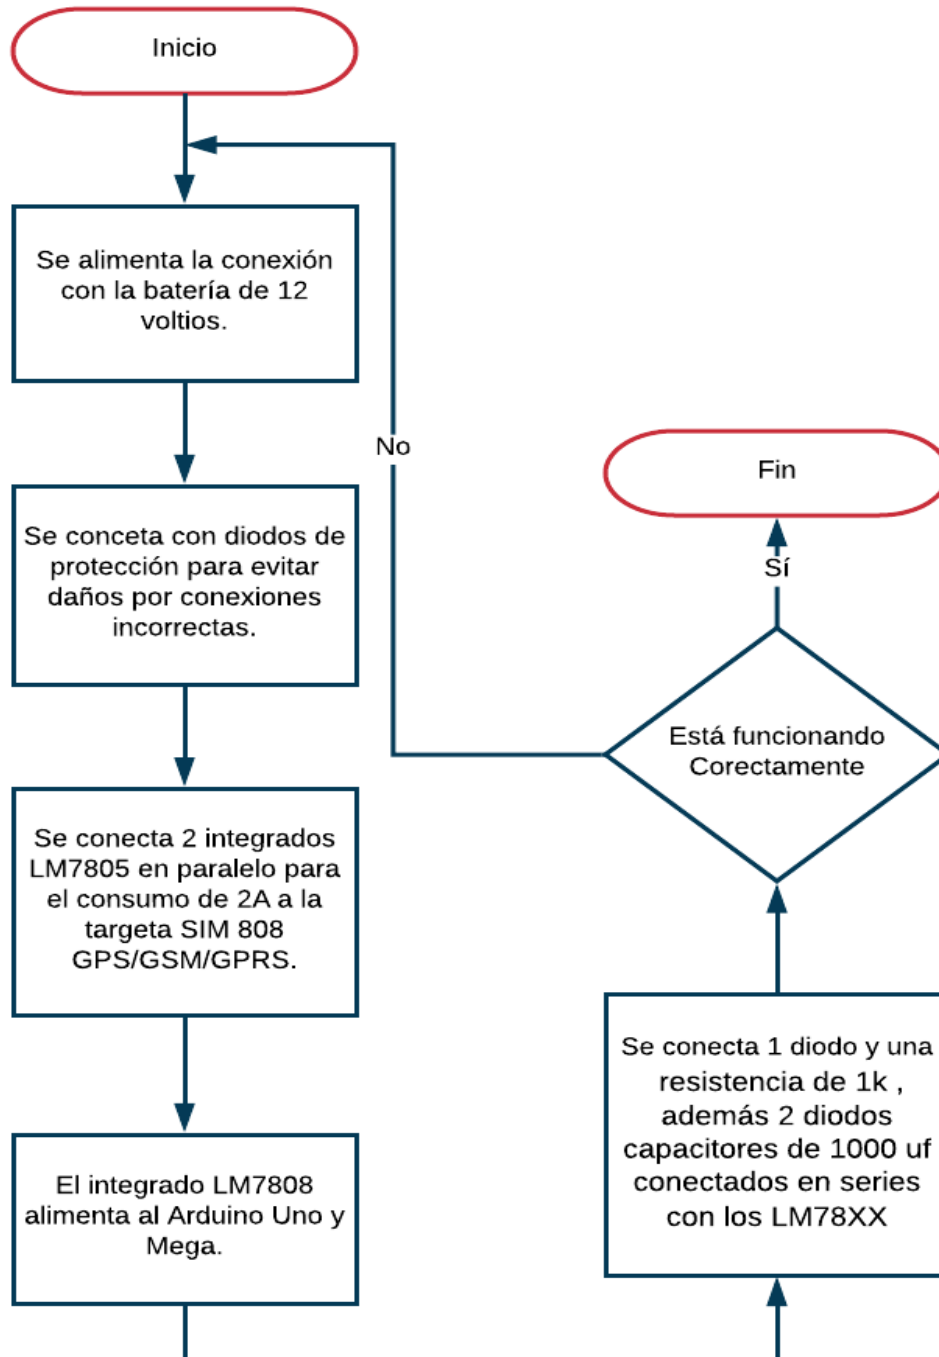 Inicio
Se alimenta la conexión
con la batería de 12
voltios.
Se conceta con diodos de
protección para evitar
daños por conexiones
incorrectas.
Se conecta 2 integrados
LM7805 en paralelo para
el consumo de 2A a la
targeta SIM 808
GPS/GSM/GPRS.
El integrado LM7808
alimenta al Arduino Uno y
Mega.
No
Fin
Sí
Está funcionando
Corectamente
Se conecta 1 diodo y una
resistencia de 1k ,
además 2 diodos
capacitores de 1000 uf
conectados en series
con los LM78XX